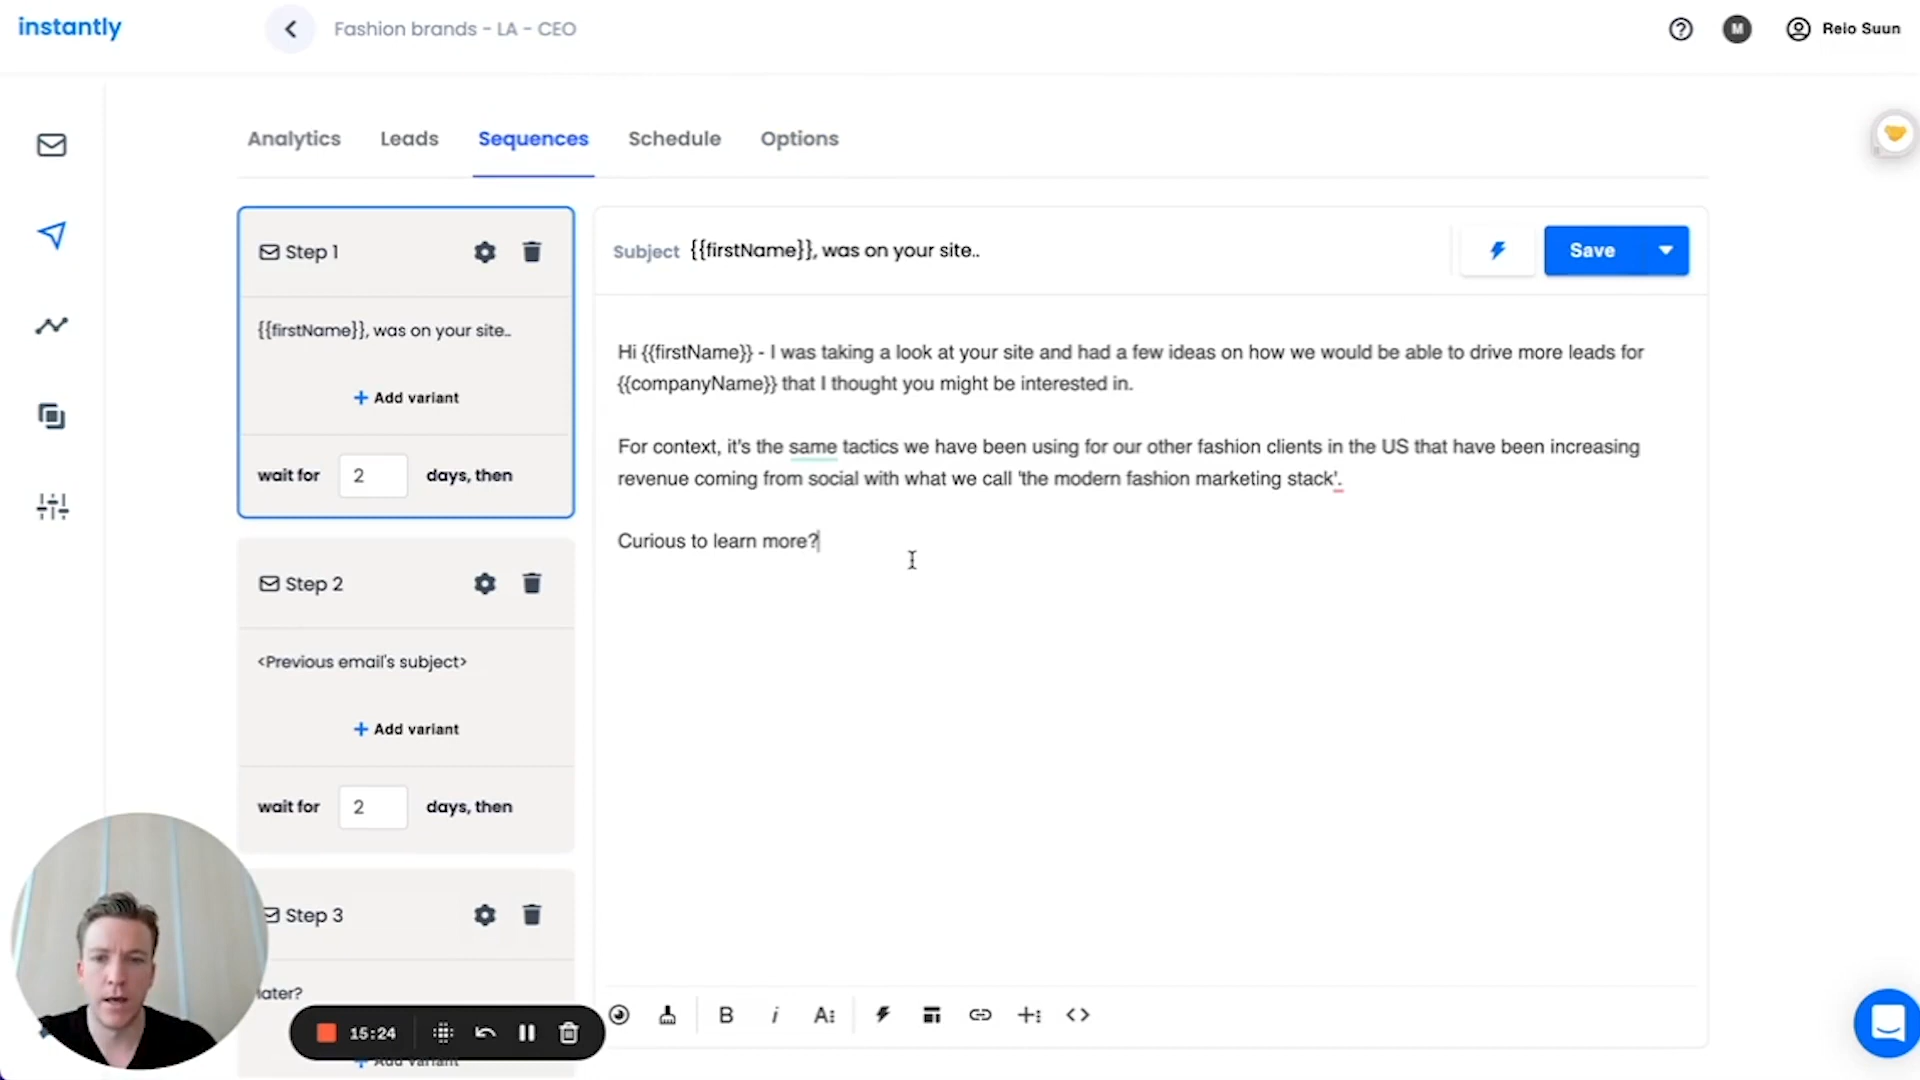 instantly
Fashion brands - LA - CEO
M
Reio Suun
Analytics
Leads
Sequences
Schedule
Options
Step 1
{{firstName}}, was on your site..
Add variant
wait for 2 days, then
Step 2
<Previous email's subject>
Add variant
wait for 2 days, then
Step 3
later?
Add variant
Subject {{firstName}}, was on your site..
Save
Hi {{firstName}} - I was taking a look at your site and had a few ideas on how we would be able to drive more leads for
{{companyName}} that I thought you might be interested in.
For context, it's the same tactics we have been using for our other fashion clients in the US that have been increasing
revenue coming from social with what we call 'the modern fashion marketing stack'.
Curious to learn more?
15:24
B
i
A